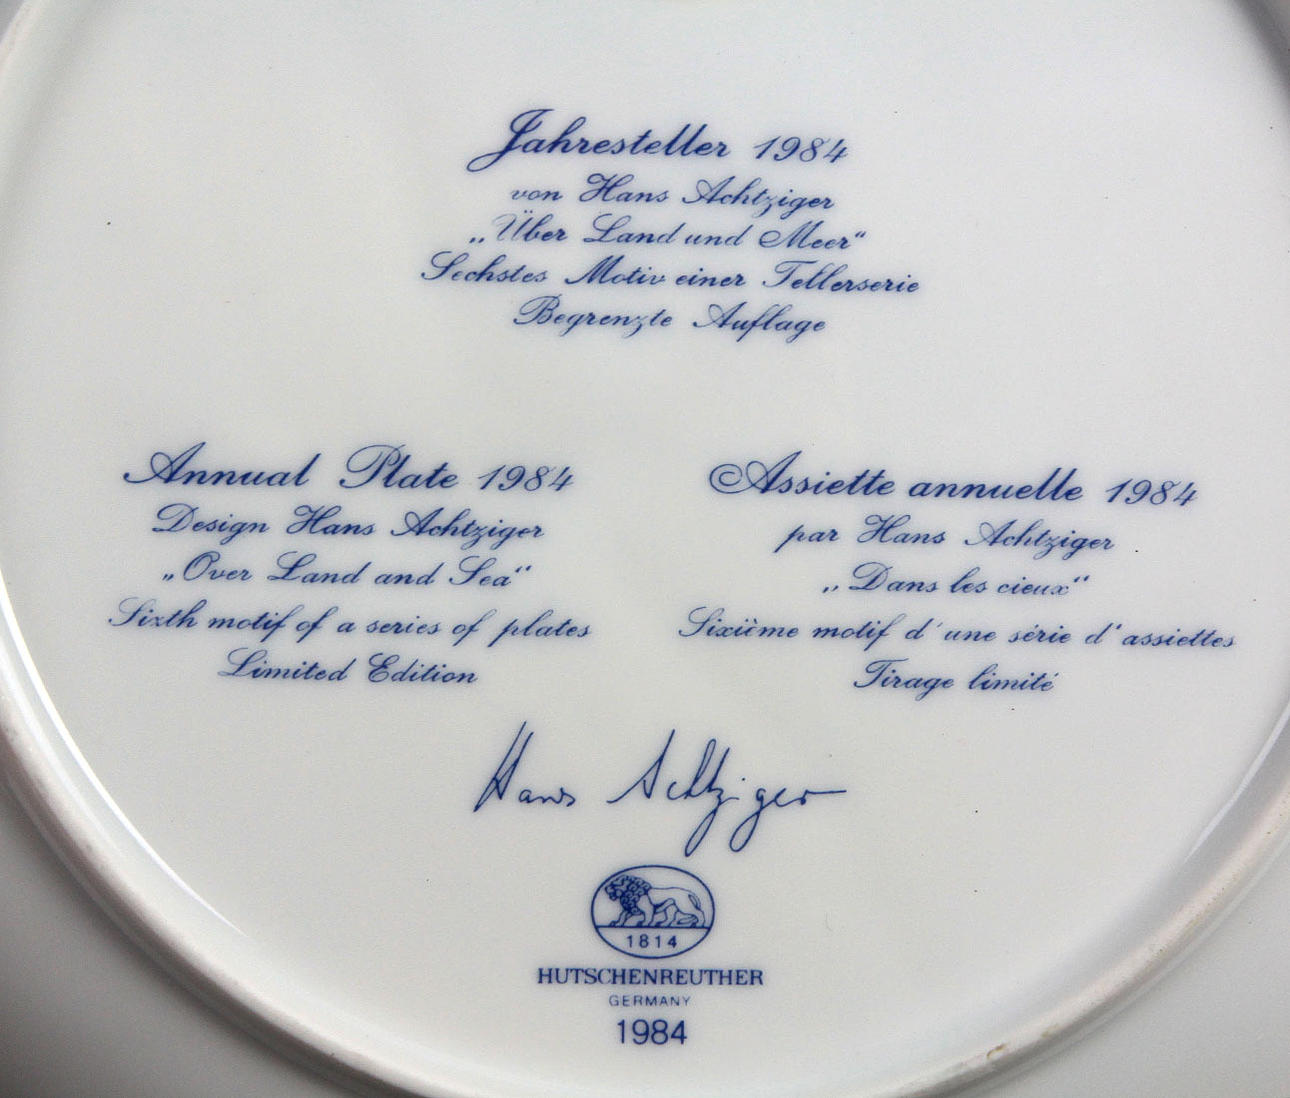 Jahresteller 1984
von Hans Achtziger
„Über Land und Meer“
Sechstes Motiv einer Tellerserie
Begrenzte Auflage
Annual Plate 1984
Design Hans Achtziger
„Over Land and Sea“
Sixth motif of a series of plates
Limited Edition
Assiette annuelle 1984
par Hans Achtziger
„Dans les cieux“
Sixième motif d'une série d'assiettes
Tirage limité
Hans Achtziger
1814
HUTSCHENREUTHER
GERMANY
1984